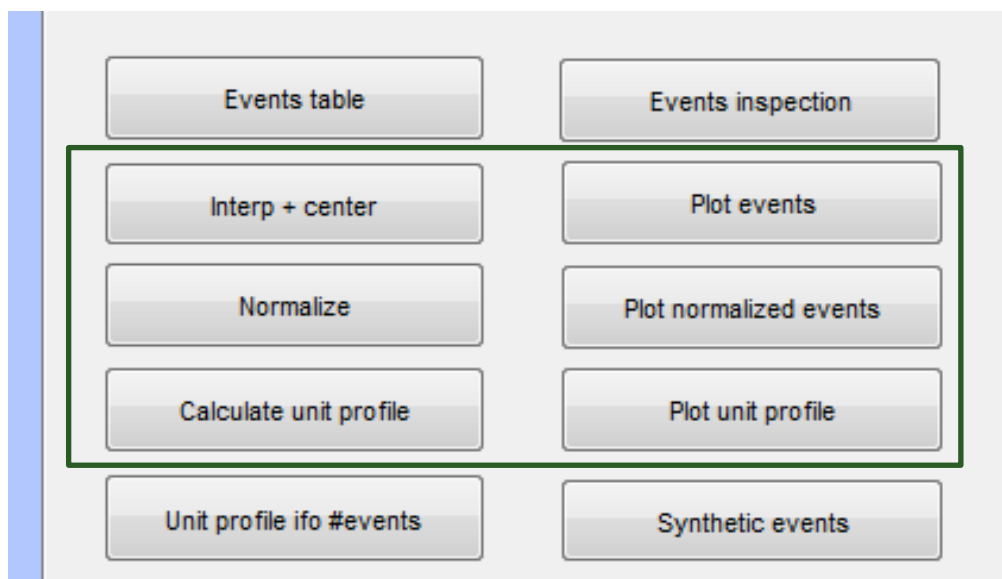 Events table
Events inspection
Interp + center
Plot events
Normalize
Plot normalized events
Calculate unit profile
Plot unit profile
Unit profile ifo #events
Synthetic events